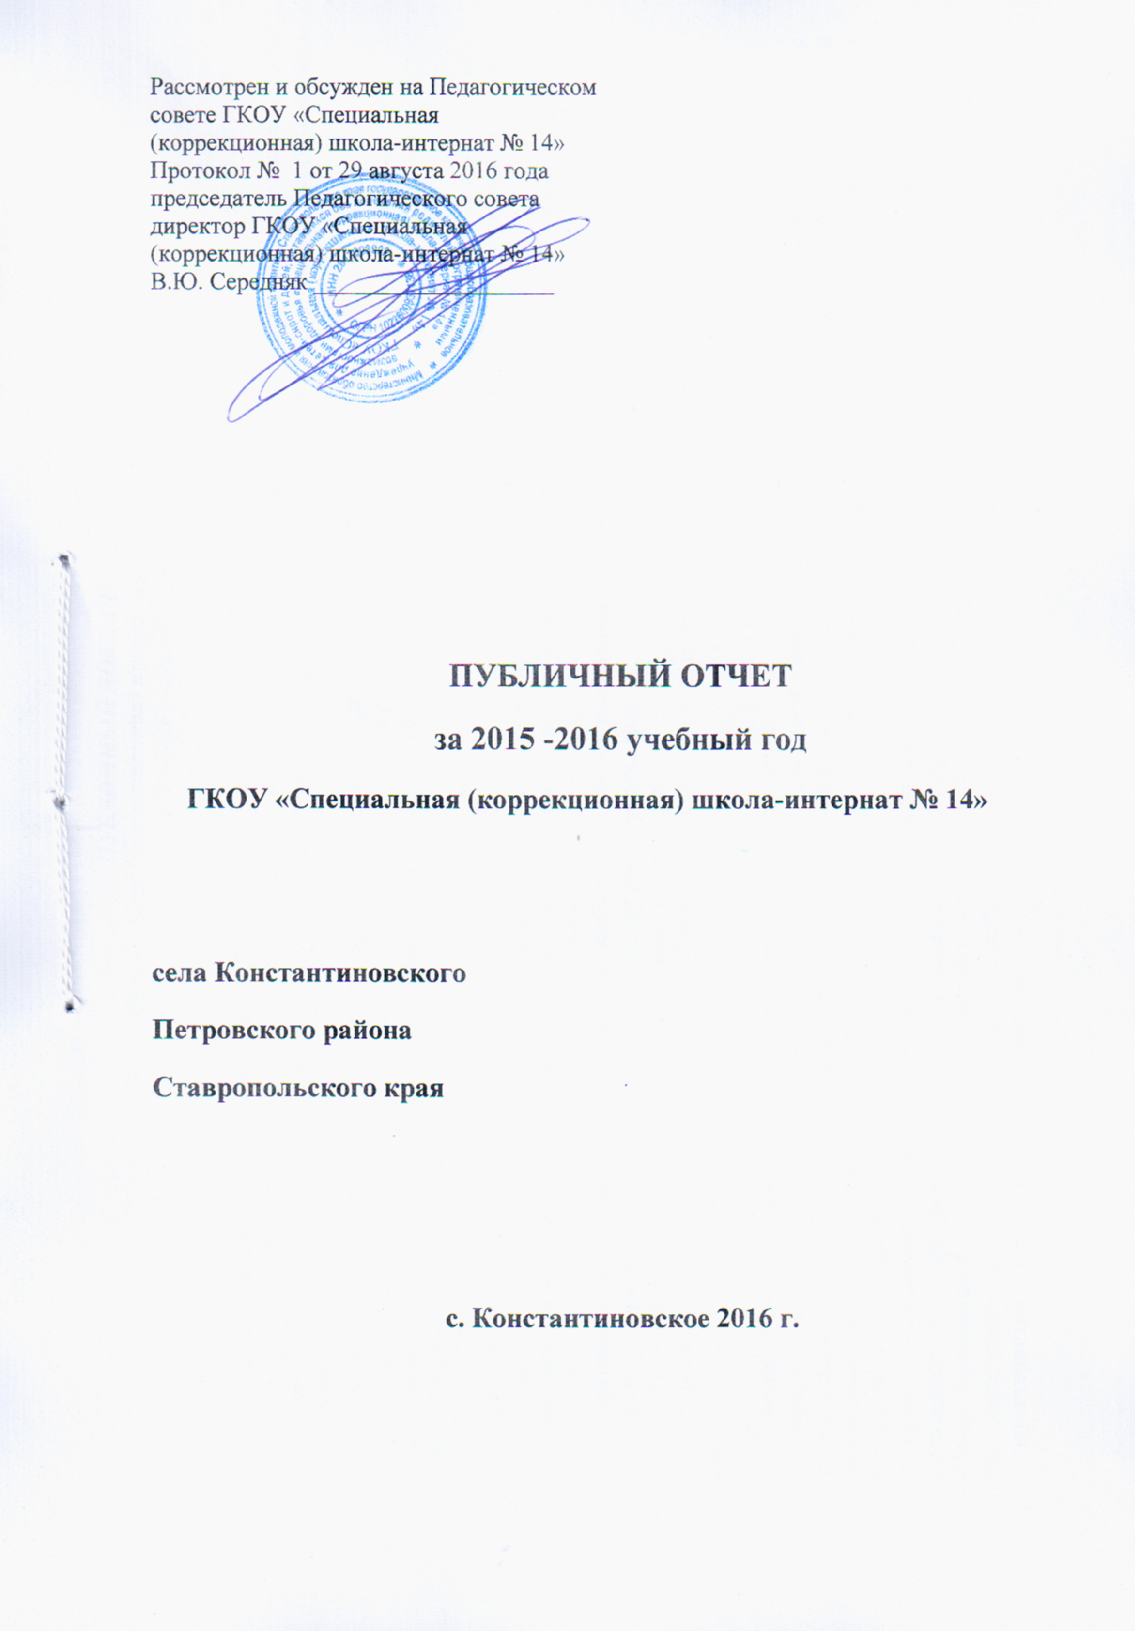 Рассмотрен и обсужден на Педагогическом
совете ГКОУ «Специальная
(коррекционная) школа-интернат № 14»
Протокол № 1 от 29 августа 2016 года
председатель Педагогического совета
директор ГКОУ «Специальная
(коррекционная) школа-интернат № 14»
В.Ю. Середняк
ПУБЛИЧНЫЙ ОТЧЕТ
за 2015 -2016 учебный год
ГКОУ «Специальная (коррекционная) школа-интернат № 14»
села Константиновского
Петровского района
Ставропольского края
с. Константиновское 2016 г.